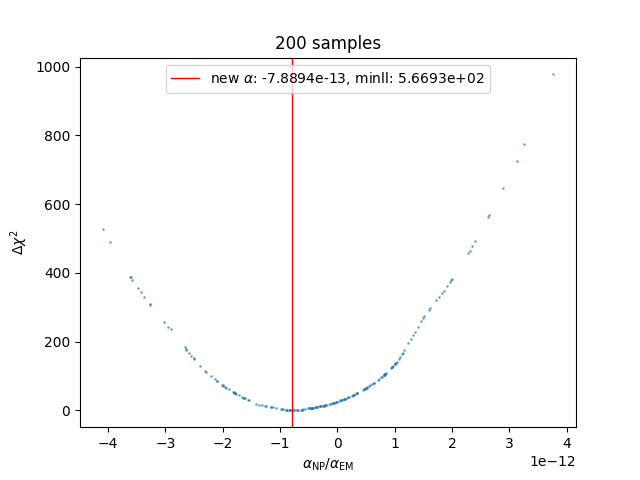 200 samples
new α: -7.8894e-13, minll: 5.6693e+02
1000
800
600
400
200
0
Δχ²
−4 −3 −2 −1 0 1 2 3 4
1e−12
α_NP/α_EM